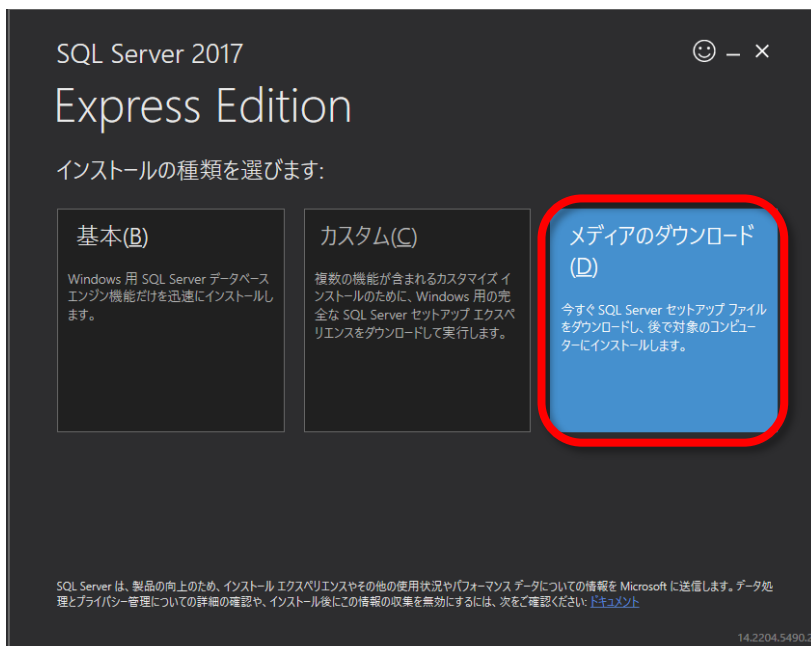 SQL Server 2017
Express Edition
インストールの種類を選びます:
基本(B)
Windows 用 SQL Server データベース
エンジン機能だけを迅速にインストールし
ます。
カスタム(C)
複数の機能が含まれるカスタマイズ イ
ンストールのために、Windows 用の完
全な SQL Server セットアップ エクスペ
リエンスをダウンロードして実行します。
メディアのダウンロード
(D)
今すぐ SQL Server セットアップ ファイル
をダウンロードし、後で対象のコンピュー
ターにインストールします。
SQL Server は、製品の向上のため、インストール エクスペリエンスやその他の使用状況やパフォーマンス データについての情報を Microsoft に送信します。データ処
理とプライバシー管理についての詳細の確認や、インストール後にこの情報の収集を無効にするには、次をご確認ください: ドキュメント
14.2204.5490.2